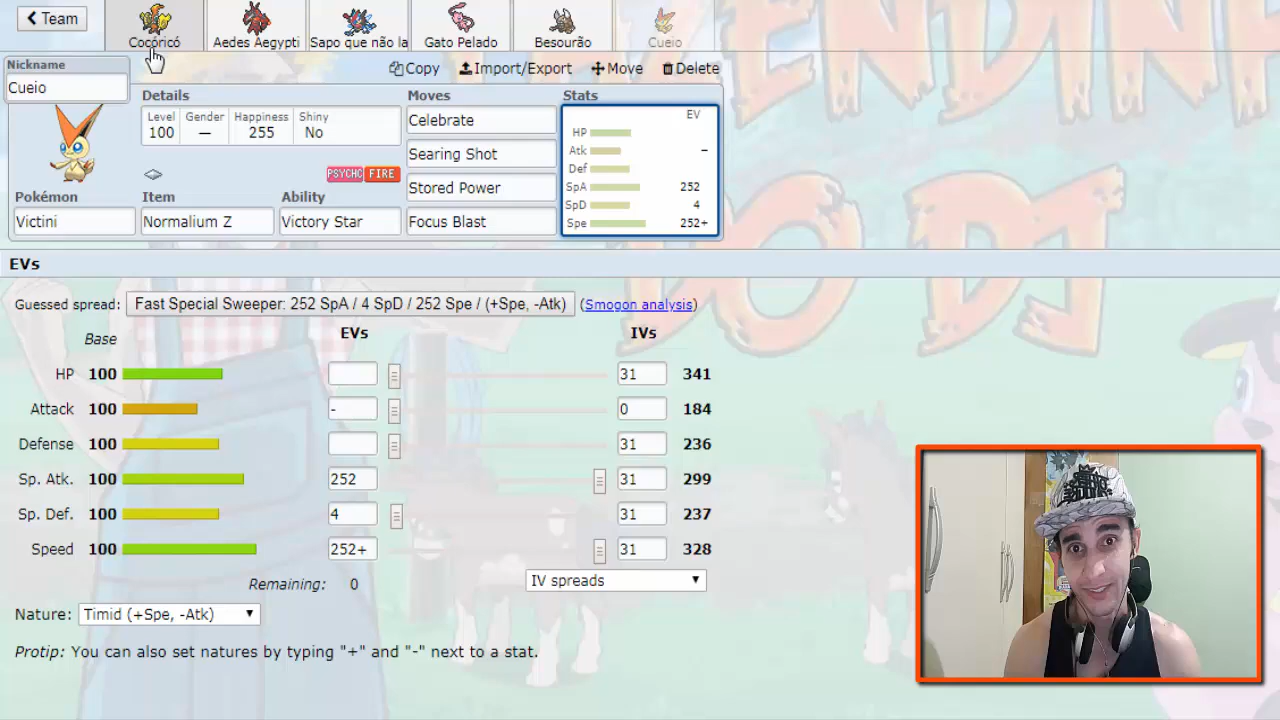 Team
Cocóricó
Aedes Aegypti
Sapo que não la
Gato Pelado
Besourão
Cueio
Nickname
Cueio
Copy
Import/Export
Move
Delete
Details
Moves
Stats
Level
100
Gender
—
Happiness
255
Shiny
No
PSYCHC
FIRE
Pokémon
Victini
Item
Normalium Z
Ability
Victory Star
Celebrate
Searing Shot
Stored Power
Focus Blast
EV
HP
Atk –
Def
SpA 252
SpD 4
Spe 252+
EVs
Guessed spread: Fast Special Sweeper: 252 SpA / 4 SpD / 252 Spe / (+Spe, -Atk) (Smogon analysis)
Base EVs IVs
HP 100 31 341
Attack 100 - 0 184
Defense 100 31 236
Sp. Atk. 100 252 31 299
Sp. Def. 100 4 31 237
Speed 100 252+ 31 328
Remaining: 0
IV spreads
Nature: Timid (+Spe, -Atk)
Protip: You can also set natures by typing "+" and "-" next to a stat.
DO DJ